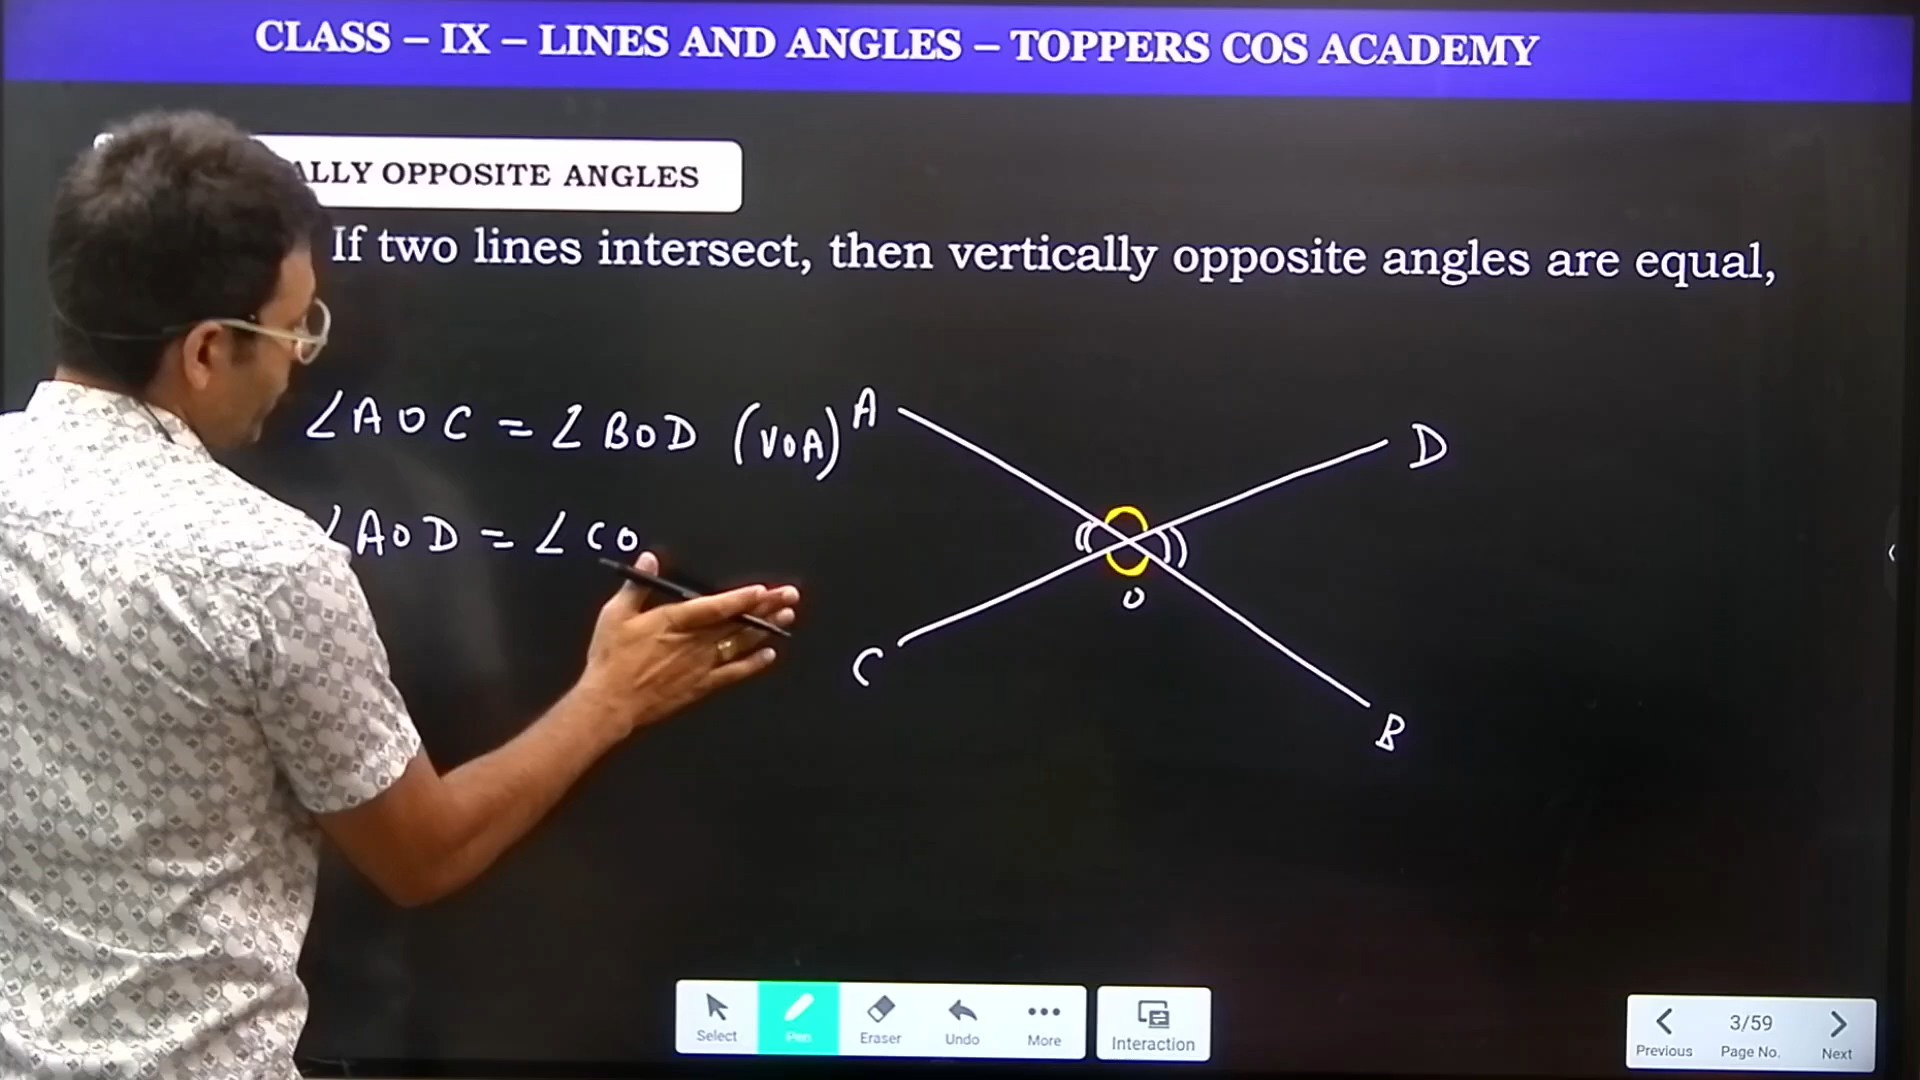 CLASS – IX – LINES AND ANGLES – TOPPERS COS ACADEMY
ALLY OPPOSITE ANGLES
If two lines intersect, then vertically opposite angles are equal,
∠AOC = ∠BOD (VOA)
∠AOD = ∠CO
A
D
O
C
B
Select
Pen
Eraser
Undo
More
Interaction
3/59
Previous
Page No.
Next